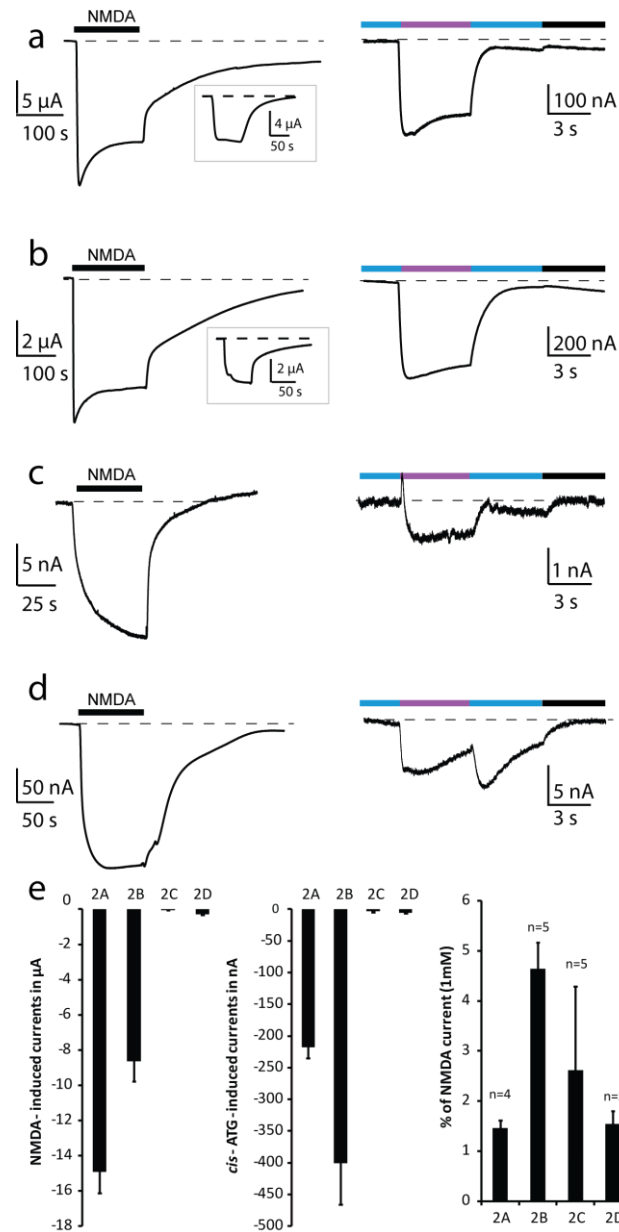 a
NMDA
5 µA
100 s
4 µA
50 s
100 nA
3 s
b
NMDA
2 µA
100 s
2 µA
50 s
200 nA
3 s
c
NMDA
5 nA
25 s
1 nA
3 s
d
NMDA
50 nA
50 s
5 nA
3 s
e
2A 2B 2C 2D
NMDA- induced currents in µA
0
-2
-4
-6
-8
-10
-12
-14
-16
-18
2A 2B 2C 2D
cis- ATG -induced currents in nA
0
-50
-100
-150
-200
-250
-300
-350
-400
-450
-500
% of NMDA current (1mM)
6
5
4
3
2
1
0
n=4
n=5
n=5
2A 2B 2C